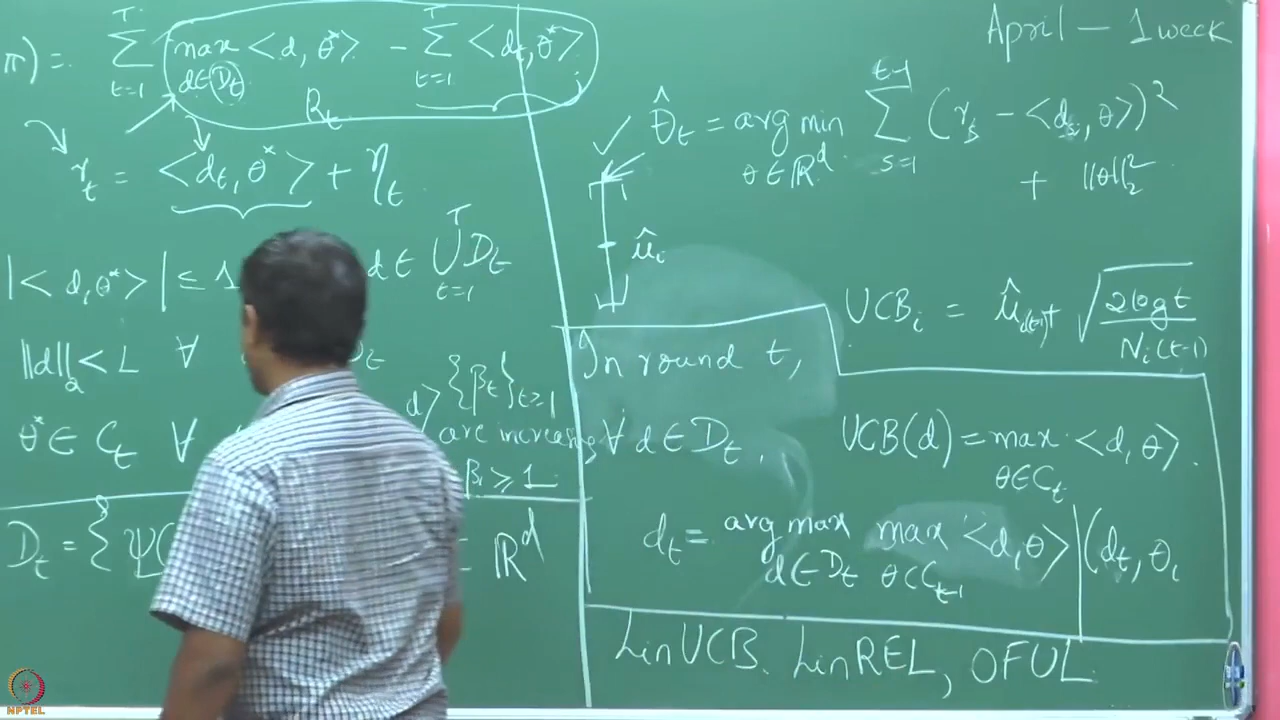 π) = Σ_{t=1}^{T} max_{d∈D_t} <d, θ*> - Σ_{t=1}^{T} <d_t, θ*>
R_t
r_t = <d_t, θ*> + η_t
|<d, θ*>| ≤ 1 d ∈ ∪_{t=1}^{T} D_t
||d||_2 < L ∀ D_t
θ* ∈ C_t ∀
d> {β_t}_{t≥1}
are increasing
β_1 ≥ 1
D_t = {ψ( = ℝ^d
April - 1 week
θ̂_t = arg min_{θ∈ℝ^d} Σ_{s=1}^{t-1} (r_s - <d_s, θ>)^2
+ ||θ||_2^2
û_i
UCB_i = û_{i(t-1)} + √(2 log t / N_i(t-1))
In round t,
∀ d ∈ D_t, UCB(d) = max_{θ∈C_t} <d, θ>.
d_t = arg max_{d∈D_t} max_{θ∈C_{t-1}} <d, θ> | (d_t, θ_t
LinUCB. LinREL, OFUL.
NPTEL